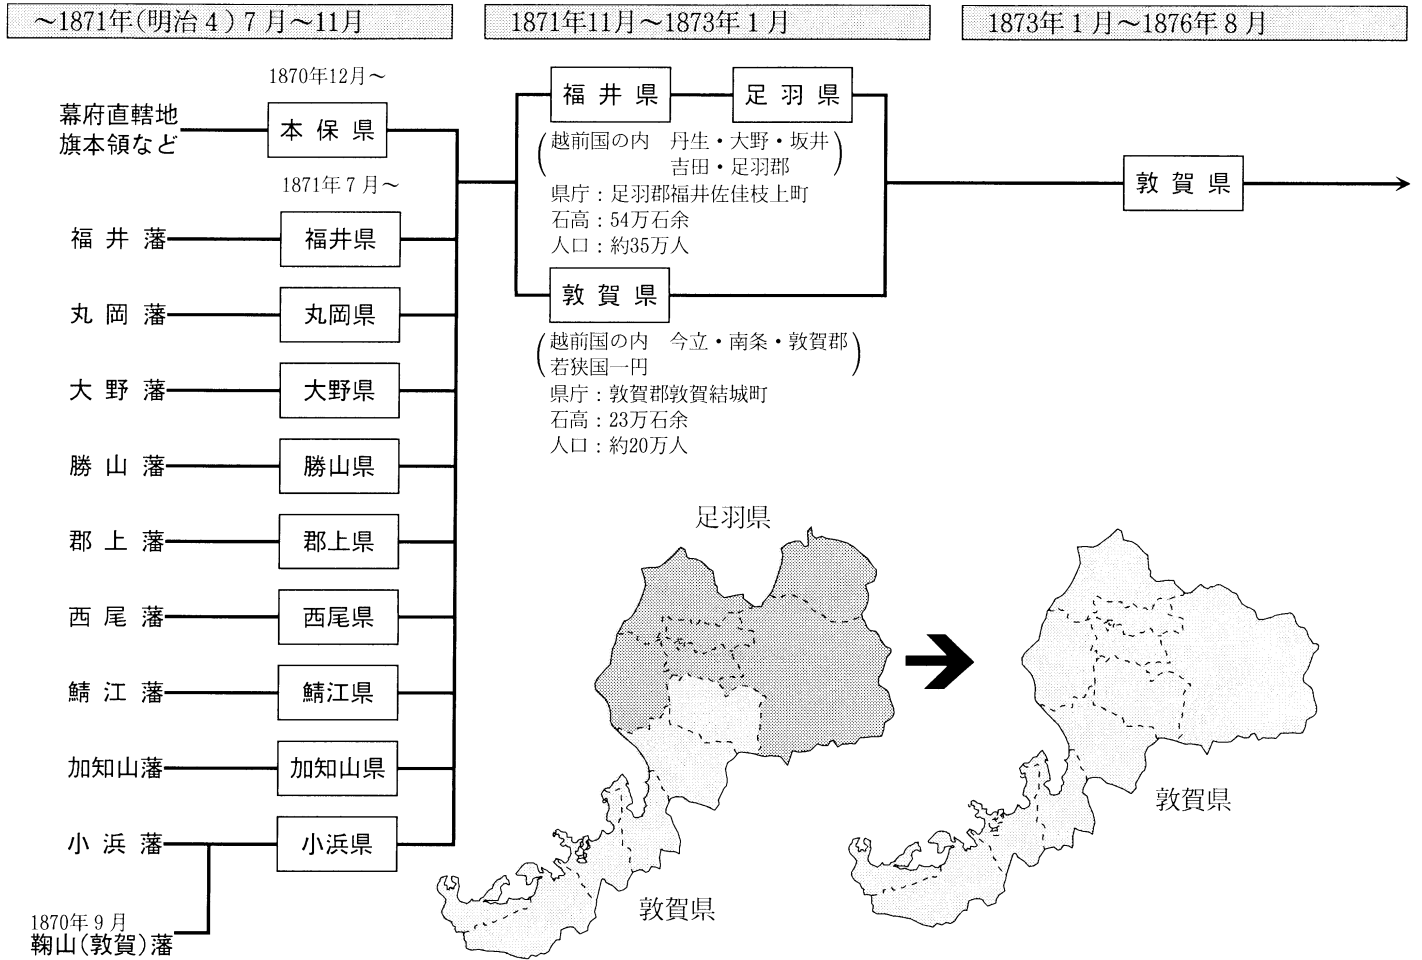 ～1871年(明治4)7月～11月
1871年11月～1873年1月
1873年1月～1876年8月
1870年12月～
幕府直轄地
旗本領など
本保県
1871年7月～
福井藩
福井県
丸岡藩
丸岡県
大野藩
大野県
勝山藩
勝山県
郡上藩
郡上県
西尾藩
西尾県
鯖江藩
鯖江県
加知山藩
加知山県
小浜藩
小浜県
1870年9月
鞠山(敦賀)藩
福井県
足羽県
(越前国の内 丹生・大野・坂井
吉田・足羽郡)
県庁：足羽郡福井佐佳枝上町
石高：54万石余
人口：約35万人
敦賀県
(越前国の内 今立・南条・敦賀郡
若狭国一円)
県庁：敦賀郡敦賀結城町
石高：23万石余
人口：約20万人
敦賀県
足羽県
敦賀県
敦賀県